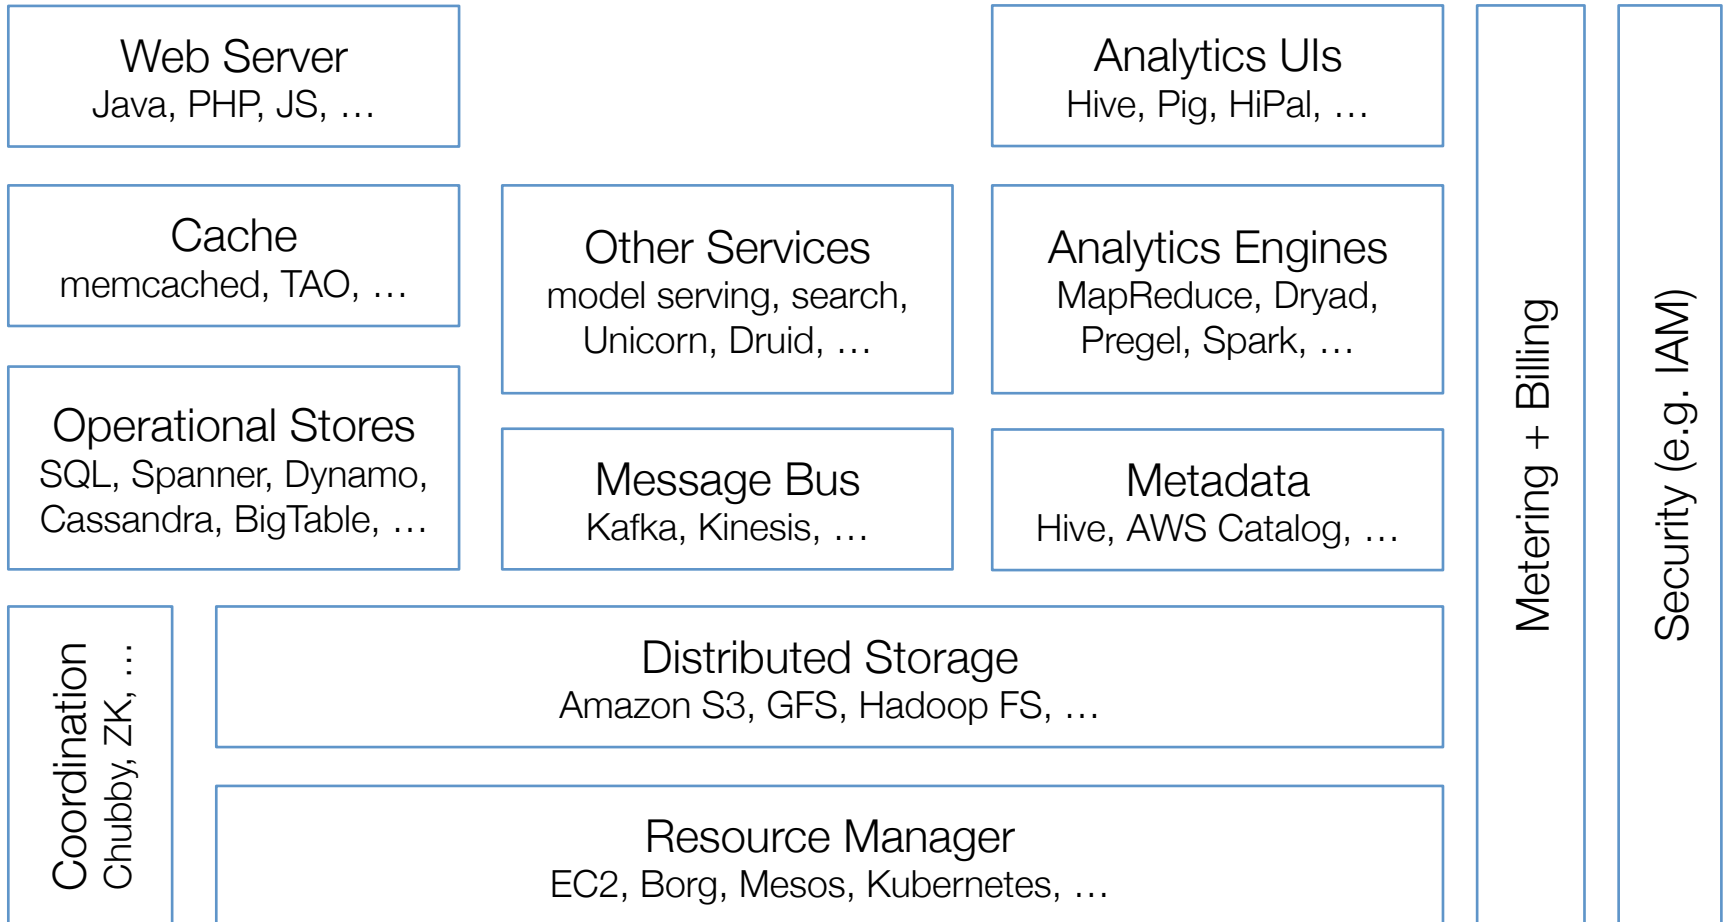 Web Server
Java, PHP, JS, …
Analytics UIs
Hive, Pig, HiPal, …
Cache
memcached, TAO, …
Other Services
model serving, search,
Unicorn, Druid, …
Analytics Engines
MapReduce, Dryad,
Pregel, Spark, …
Operational Stores
SQL, Spanner, Dynamo,
Cassandra, BigTable, …
Message Bus
Kafka, Kinesis, …
Metadata
Hive, AWS Catalog, …
Coordination
Chubby, ZK, …
Distributed Storage
Amazon S3, GFS, Hadoop FS, …
Resource Manager
EC2, Borg, Mesos, Kubernetes, …
Metering + Billing
Security (e.g. IAM)